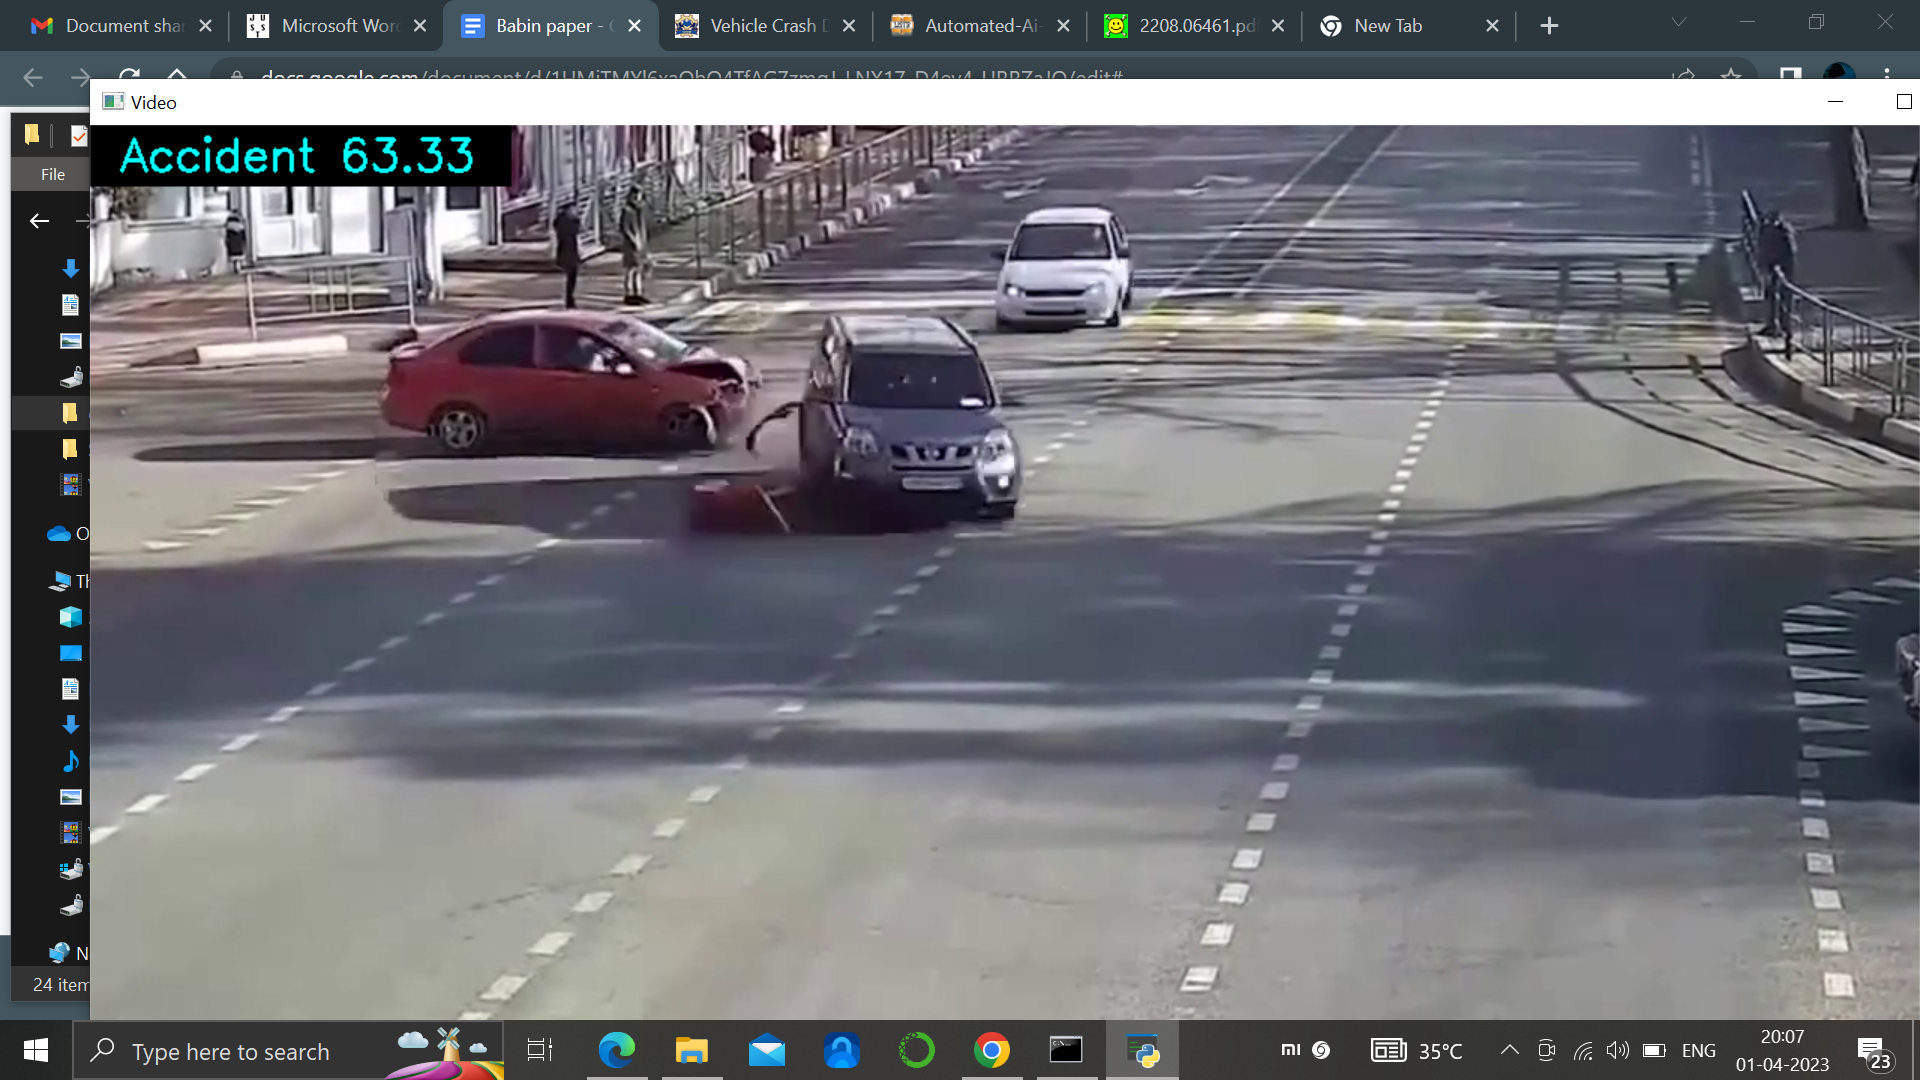 Document shar
Microsoft Wor
Babin paper - G
Vehicle Crash D
Automated-Ai-
2208.06461.pd
New Tab
Video
Accident 63.33
File
24 item
Type here to search
mi
35°C
ENG
20:07
01-04-2023
23